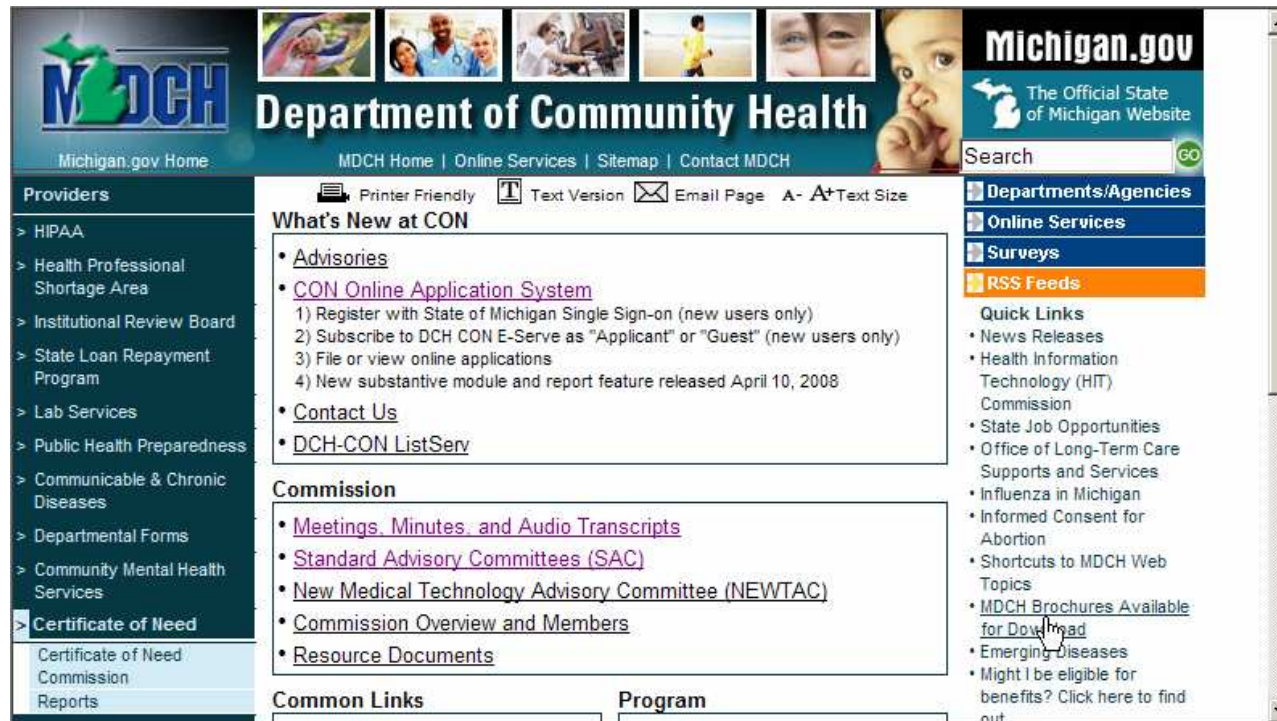 MDCH
Michigan.gov Home
Department of Community Health
MDCH Home | Online Services | Sitemap | Contact MDCH
Michigan.gov
The Official State
of Michigan Website
Search GO
Providers
> HIPAA
> Health Professional
Shortage Area
> Institutional Review Board
> State Loan Repayment
Program
> Lab Services
> Public Health Preparedness
> Communicable & Chronic
Diseases
> Departmental Forms
> Community Mental Health
Services
> Certificate of Need
Certificate of Need
Commission
Reports
Printer Friendly T Text Version Email Page A- A+ Text Size
What's New at CON
• Advisories
• CON Online Application System
1) Register with State of Michigan Single Sign-on (new users only)
2) Subscribe to DCH CON E-Serve as "Applicant" or "Guest" (new users only)
3) File or view online applications
4) New substantive module and report feature released April 10, 2008
• Contact Us
• DCH-CON ListServ
Commission
• Meetings, Minutes, and Audio Transcripts
• Standard Advisory Committees (SAC)
• New Medical Technology Advisory Committee (NEWTAC)
• Commission Overview and Members
• Resource Documents
Common Links
Program
Departments/Agencies
Online Services
Surveys
RSS Feeds
Quick Links
• News Releases
• Health Information
Technology (HIT)
Commission
• State Job Opportunities
• Office of Long-Term Care
Supports and Services
• Influenza in Michigan
• Informed Consent for
Abortion
• Shortcuts to MDCH Web
Topics
• MDCH Brochures Available
for Download
• Emerging Diseases
• Might I be eligible for
benefits? Click here to find
out